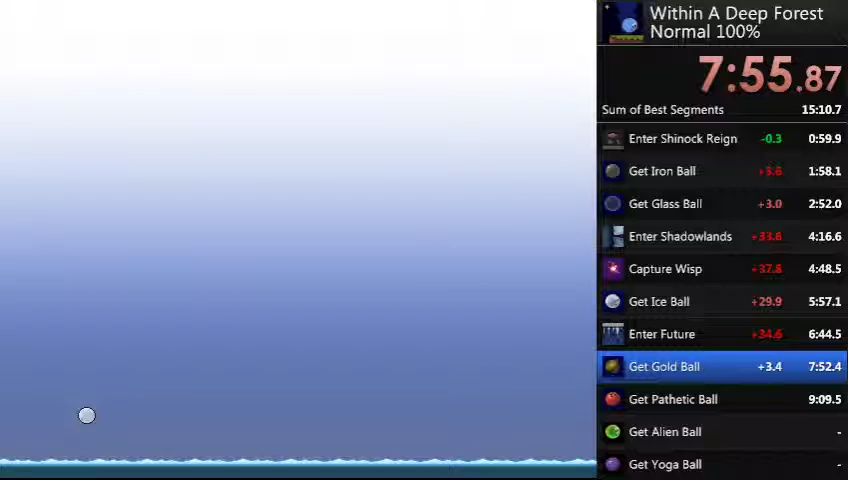 Within A Deep Forest
Normal 100%
7:55.87
Sum of Best Segments 15:10.7
Enter Shinock Reign -0.3 0:59.9
Get Iron Ball +3.6 1:58.1
Get Glass Ball +3.0 2:52.0
Enter Shadowlands +33.6 4:16.6
Capture Wisp +37.8 4:48.5
Get Ice Ball +29.9 5:57.1
Enter Future +34.6 6:44.5
Get Gold Ball +3.4 7:52.4
Get Pathetic Ball 9:09.5
Get Alien Ball -
Get Yoga Ball -